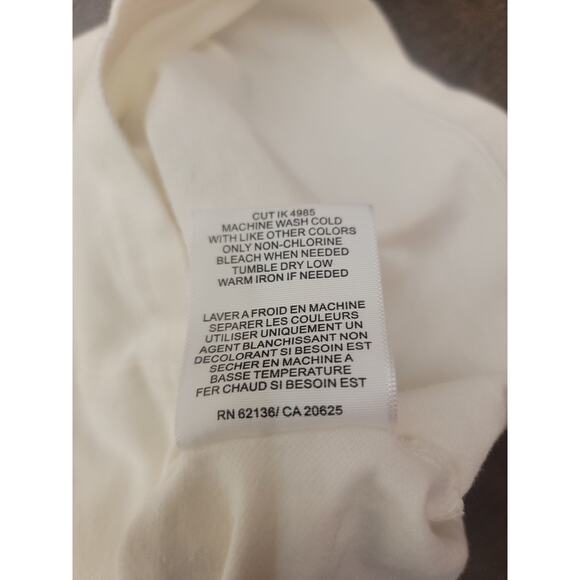 CUT IK 4985
MACHINE WASH COLD
WITH LIKE OTHER COLORS
ONLY NON-CHLORINE
BLEACH WHEN NEEDED
TUMBLE DRY LOW
WARM IRON IF NEEDED
LAVER A FROID EN MACHINE
SEPARER LES COULEURS
UTILISER UNIQUEMENT UN
AGENT BLANCHISSANT NON
DECOLORANT SI BESOIN EST
SECHER EN MACHINE A
BASSE TEMPERATURE
FER CHAUD SI BESOIN EST
RN 62136/ CA 20625